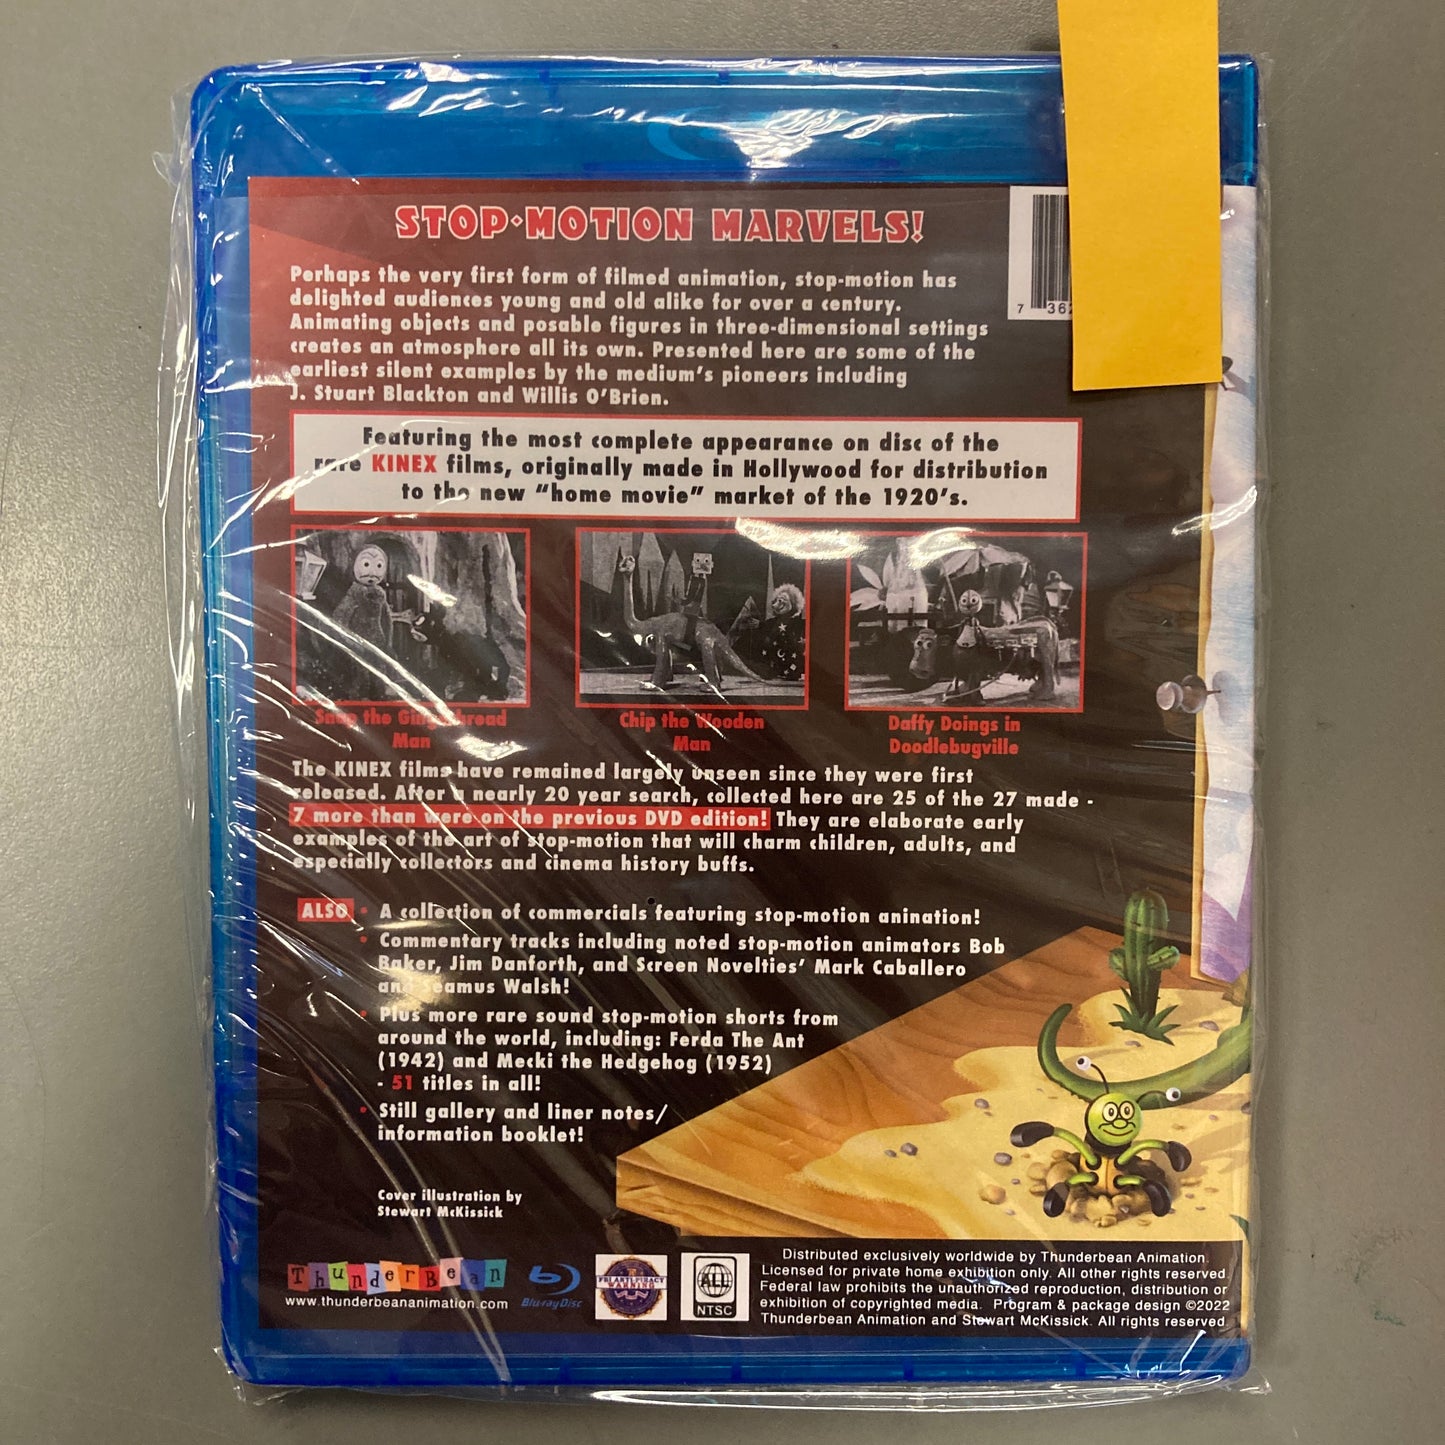 STOP·MOTION MARVELS!
Perhaps the very first form of filmed animation, stop-motion has
delighted audiences young and old alike for over a century.
Animating objects and posable figures in three-dimensional settings
creates an atmosphere all its own. Presented here are some of the
earliest silent examples by the medium's pioneers including
J. Stuart Blackton and Willis O'Brien.
7 362
Featuring the most complete appearance on disc of the
rare KINEX films, originally made in Hollywood for distribution
to the new "home movie" market of the 1920's.
Snap the Gingerbread
Man
Chip the Wooden
Man
Daffy Doings in
Doodlebugville
The KINEX films have remained largely unseen since they were first
released. After a nearly 20 year search, collected here are 25 of the 27 made -
7 more than were on the previous DVD edition! They are elaborate early
examples of the art of stop-motion that will charm children, adults, and
especially collectors and cinema history buffs.
ALSO • A collection of commercials featuring stop-motion anination!
• Commentary tracks including noted stop-motion animators Bob
Baker, Jim Danforth, and Screen Novelties' Mark Caballero
and Seamus Walsh!
• Plus more rare sound stop-motion shorts from
around the world, including: Ferda The Ant
(1942) and Mecki the Hedgehog (1952)
- 51 titles in all!
• Still gallery and liner notes/
information booklet!
Cover illustration by
Stewart McKissick
ThunderBean
www.thunderbeananimation.com
Blu-ray Disc
FBI ANTI-PIRACY
WARNING
ALL
NTSC
Distributed exclusively worldwide by Thunderbean Animation.
Licensed for private home exhibition only. All other rights reserved.
Federal law prohibits the unauthorized reproduction, distribution or
exhibition of copyrighted media. Program & package design ©2022
Thunderbean Animation and Stewart McKissick. All rights reserved.